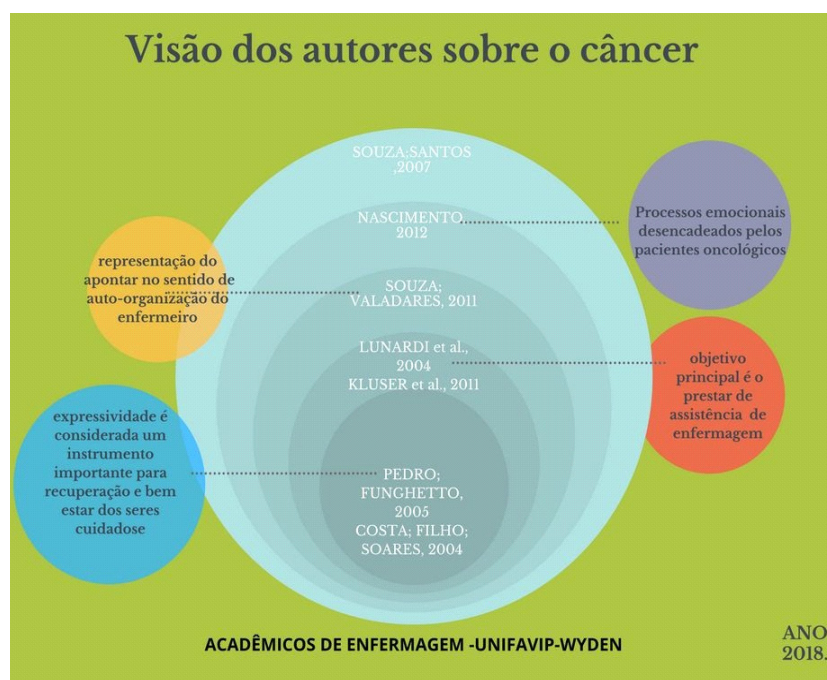 Visão dos autores sobre o câncer
SOUZA;SANTOS
,2007
NASCIMENTO
2012
Processos emocionais
desencadeados pelos
pacientes oncológicos
representação do
apontar no sentido de
auto-organização do
enfermeiro
SOUZA;
VALADARES, 2011
LUNARDI et al.,
2004
KLUSER et al., 2011
objetivo
principal é o
prestar de
assistência de
enfermagem
expressividade é
considerada um
instrumento
importante para
recuperação e bem
estar dos seres
cuidadose
PEDRO;
FUNGHETTO,
2005
COSTA; FILHO;
SOARES, 2004
ACADÊMICOS DE ENFERMAGEM -UNIFAVIP-WYDEN
ANO
2018.